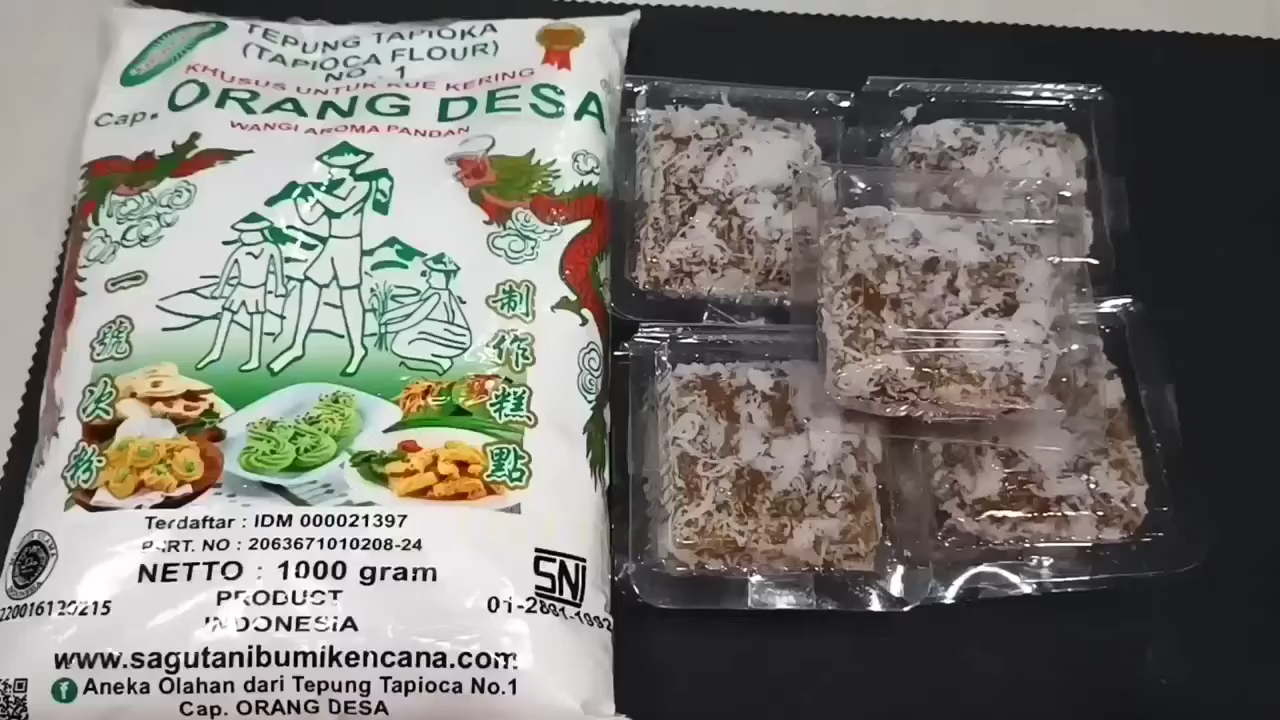 TEPUNG TAPIOKA
(TAPIOCA FLOUR)
NO. 1
KHUSUS UNTUK KUE KERING
Cap. ORANG DESA
WANGI AROMA PANDAN
一號次粉
制作糕點
Terdaftar : IDM 000021397
P-IRT. NO : 2063671010208-24
NETTO : 1000 gram
PRODUCT
INDONESIA
SNI
01-2891-1992
www.sagutanibumikencana.com
Aneka Olahan dari Tepung Tapioca No.1
Cap. ORANG DESA